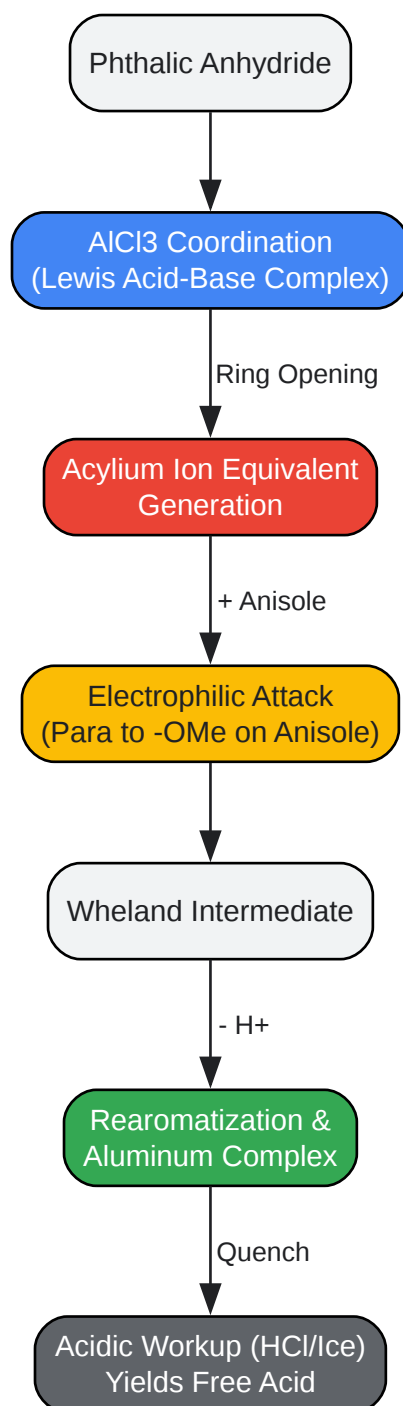 Phthalic Anhydride
AlCl3 Coordination
(Lewis Acid-Base Complex)
Ring Opening
Acylium Ion Equivalent
Generation
+ Anisole
Electrophilic Attack
(Para to -OMe on Anisole)
Wheland Intermediate
- H+
Rearomatization &
Aluminum Complex
Quench
Acidic Workup (HCl/Ice)
Yields Free Acid